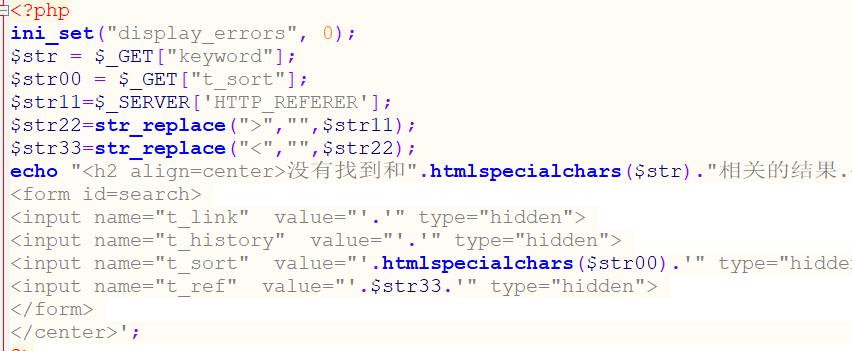 <?php
ini_set("display_errors", 0);
$str = $_GET["keyword"];
$str00 = $_GET["t_sort"];
$str11=$_SERVER['HTTP_REFERER'];
$str22=str_replace(">","",$str11);
$str33=str_replace("<","",$str22);
echo "<h2 align=center>没有找到和".htmlspecialchars($str)."相关的结果.
<form id=search>
<input name="t_link"  value="'.'" type="hidden">
<input name="t_history"  value="'.'" type="hidden">
<input name="t_sort"  value="'.htmlspecialchars($str00).'" type="hidde
<input name="t_ref"  value="'.$str33.'" type="hidden">
</form>
</center>';